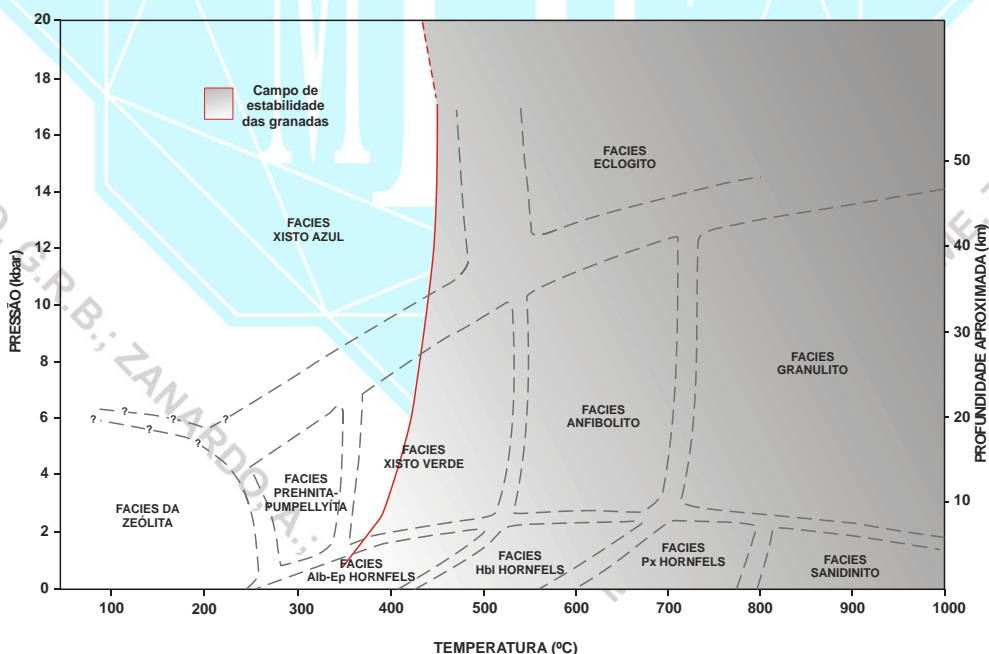 20
18
16
14
12
10
8
6
4
2
0
PRESSÃO (kbar)
Campo de
estabilidade
das granadas
FACIES
XISTO AZUL
FACIES
ECLOGITO
FACIES
GRANULITO
FACIES
ANFIBOLITO
FACIES
XISTO VERDE
FACIES
PREHNITA-
PUMPELLYÍTA
FACIES DA
ZEÓLITA
FACIES
Alb-Ep HORNFELS
FACIES
Hbl HORNFELS
FACIES
Px HORNFELS
FACIES
SANIDINITO
? ? ? ? ? ? ?
50
40
30
20
10
PROFUNDIDADE APROXIMADA (km)
100 200 300 400 500 600 700 800 900 1000
TEMPERATURA (ºC)
G.R.B.; ZANARDO, A.;